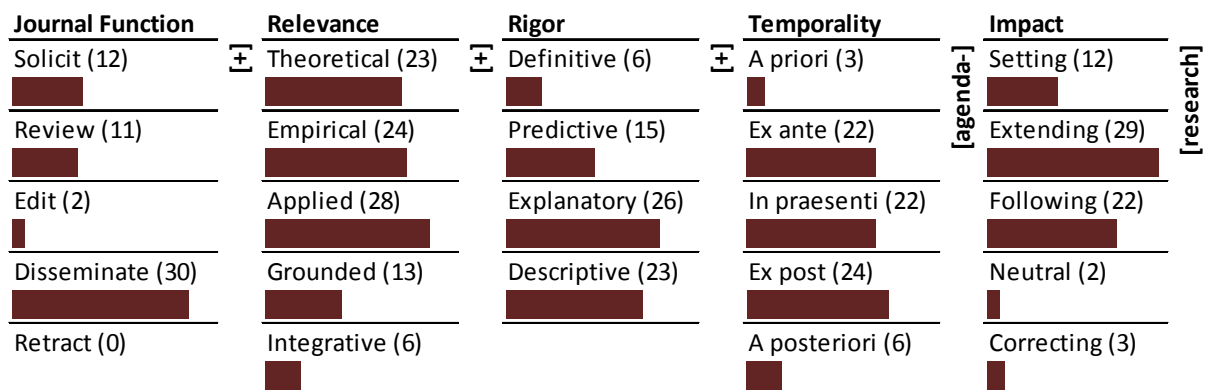 Journal Function [+] Relevance [+] Rigor [+] Temporality [agenda-] Impact [research]
Solicit (12) Theoretical (23) Definitive (6) A priori (3) Setting (12)
Review (11) Empirical (24) Predictive (15) Ex ante (22) Extending (29)
Edit (2) Applied (28) Explanatory (26) In praesenti (22) Following (22)
Disseminate (30) Grounded (13) Descriptive (23) Ex post (24) Neutral (2)
Retract (0) Integrative (6) A posteriori (6) Correcting (3)